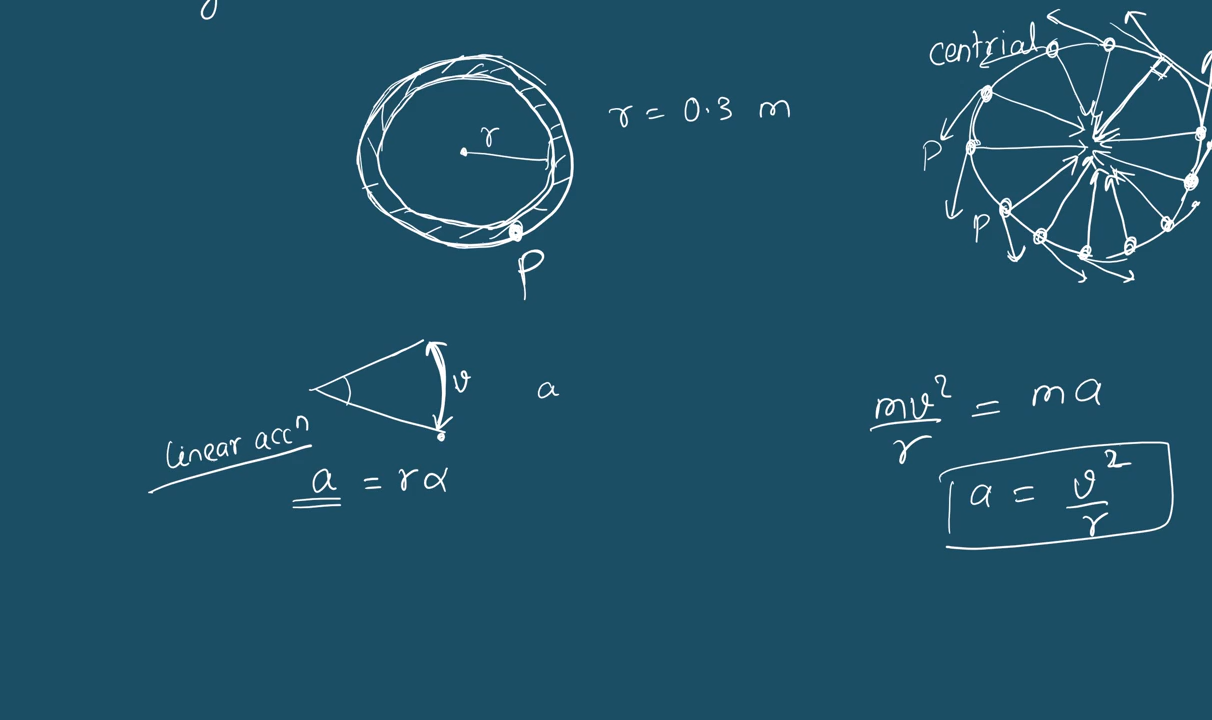 centrial
r
r = 0.3 m
P
P
P
v
a
mv² / r = ma
linear accⁿ
a = rα
a = v² / r